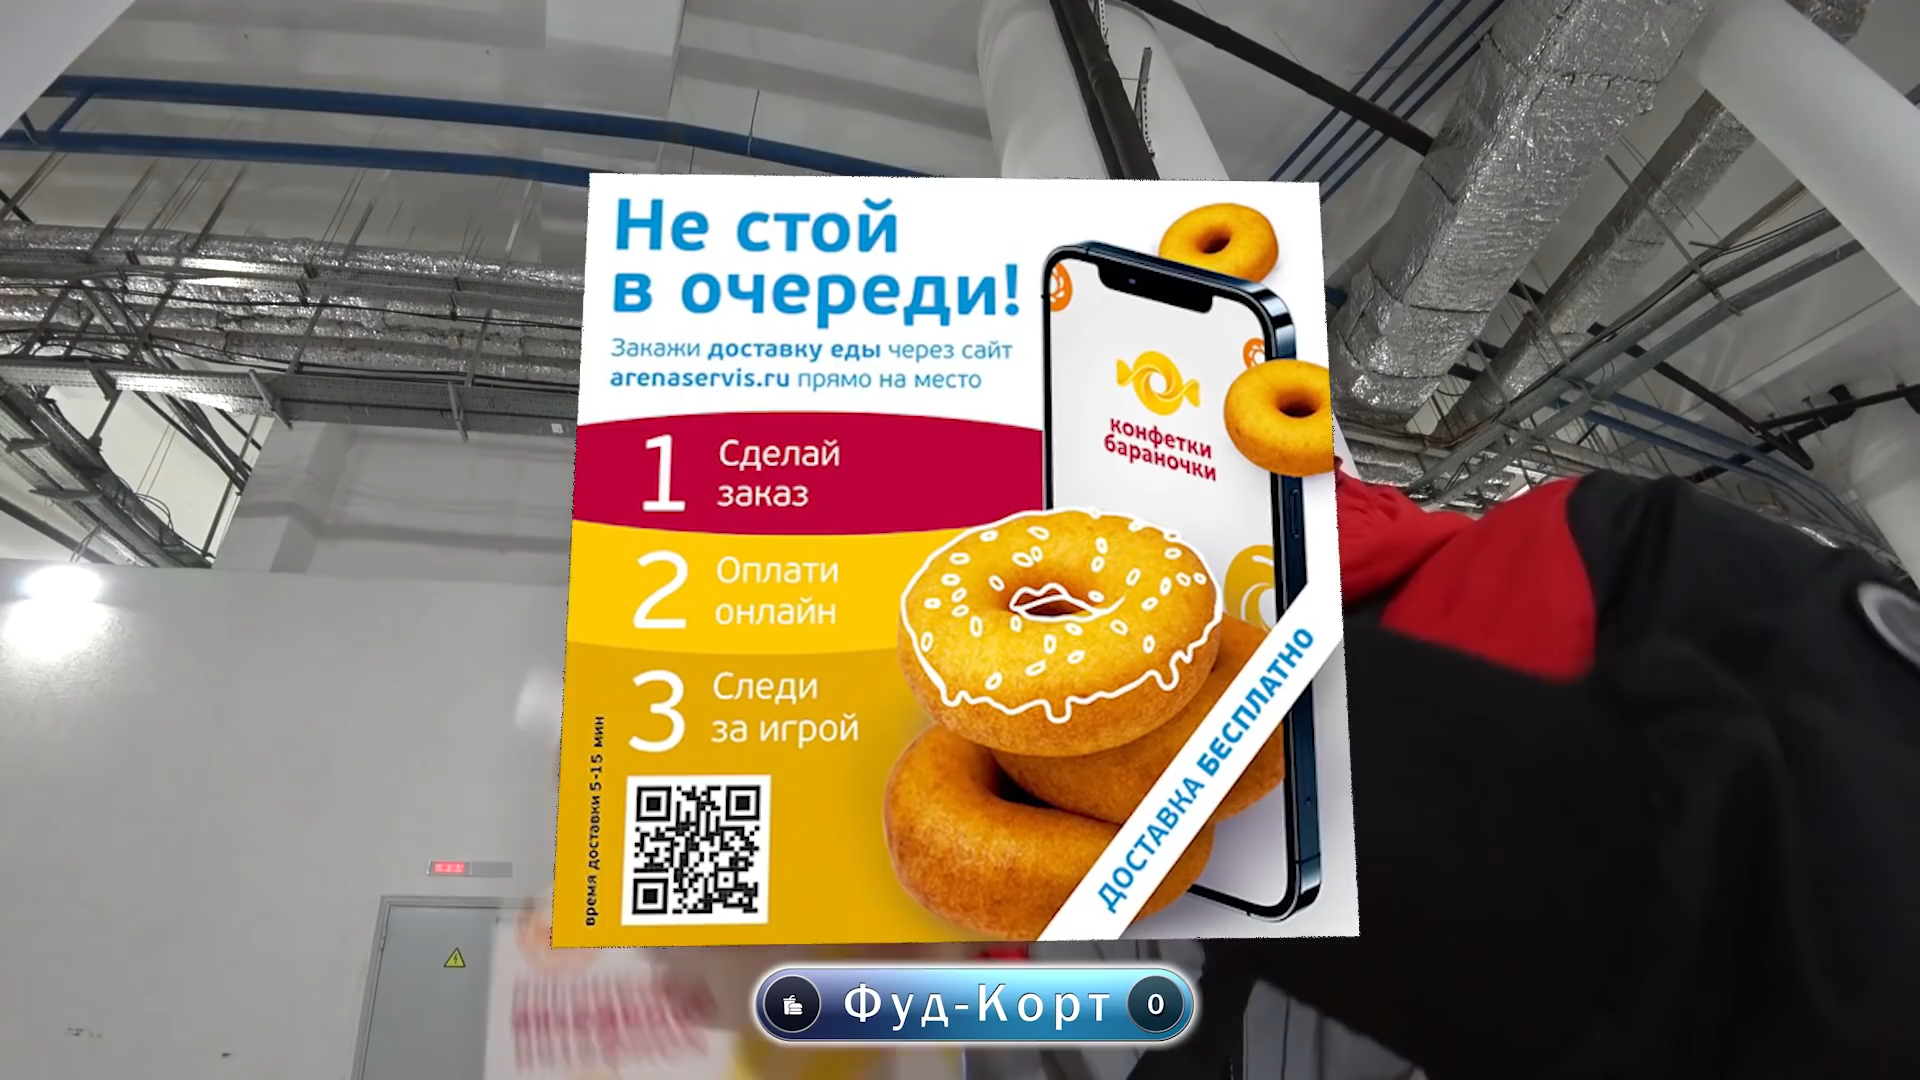 Не стой
в очереди!
Закажи доставку еды через сайт
arenaservis.ru прямо на место
1 Сделай
заказ
2 Оплати
онлайн
3 Следи
за игрой
время доставки 5-15 мин
конфетки
бараночки
ДОСТАВКА БЕСПЛАТНО
Фуд-Корт 0